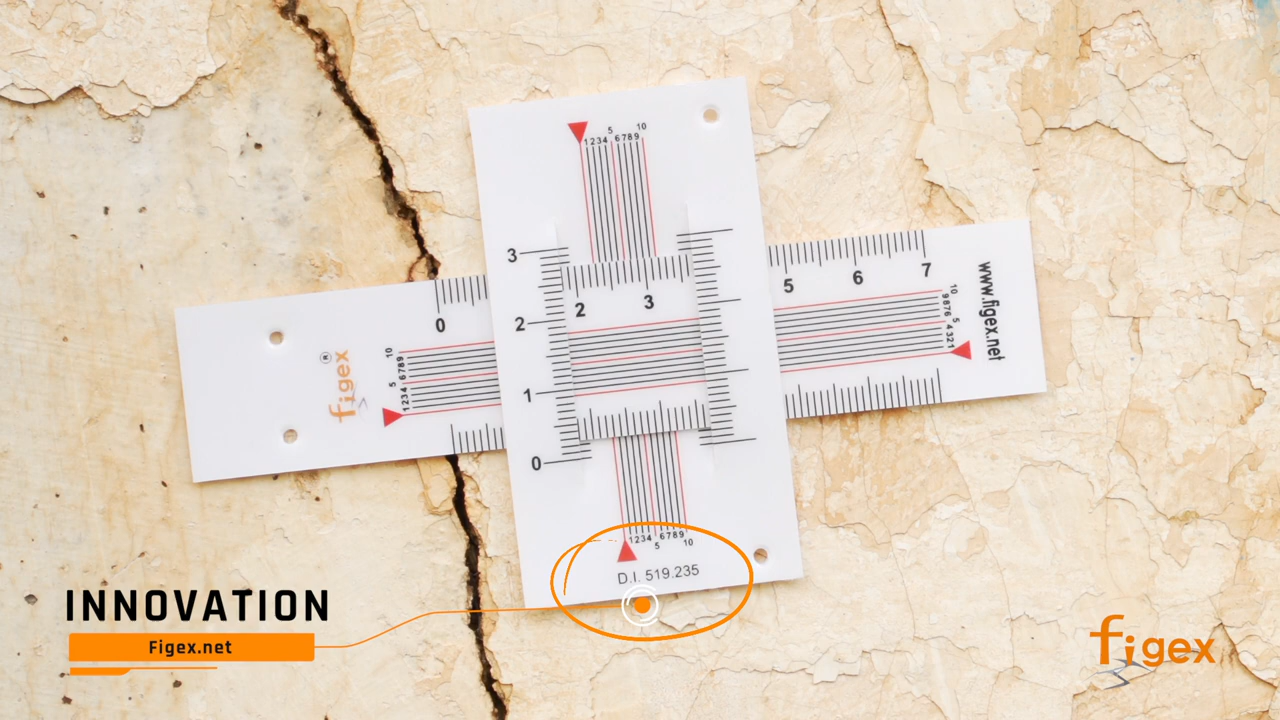 5 10
1234 6789
3
2
1
0
2 3
0
5 6 7
figex®
10
6789
5
1234
10
9876
5
4321
www.figex.net
1234 6789
5 10
D.I. 519.235
INNOVATION
Figex.net
figex